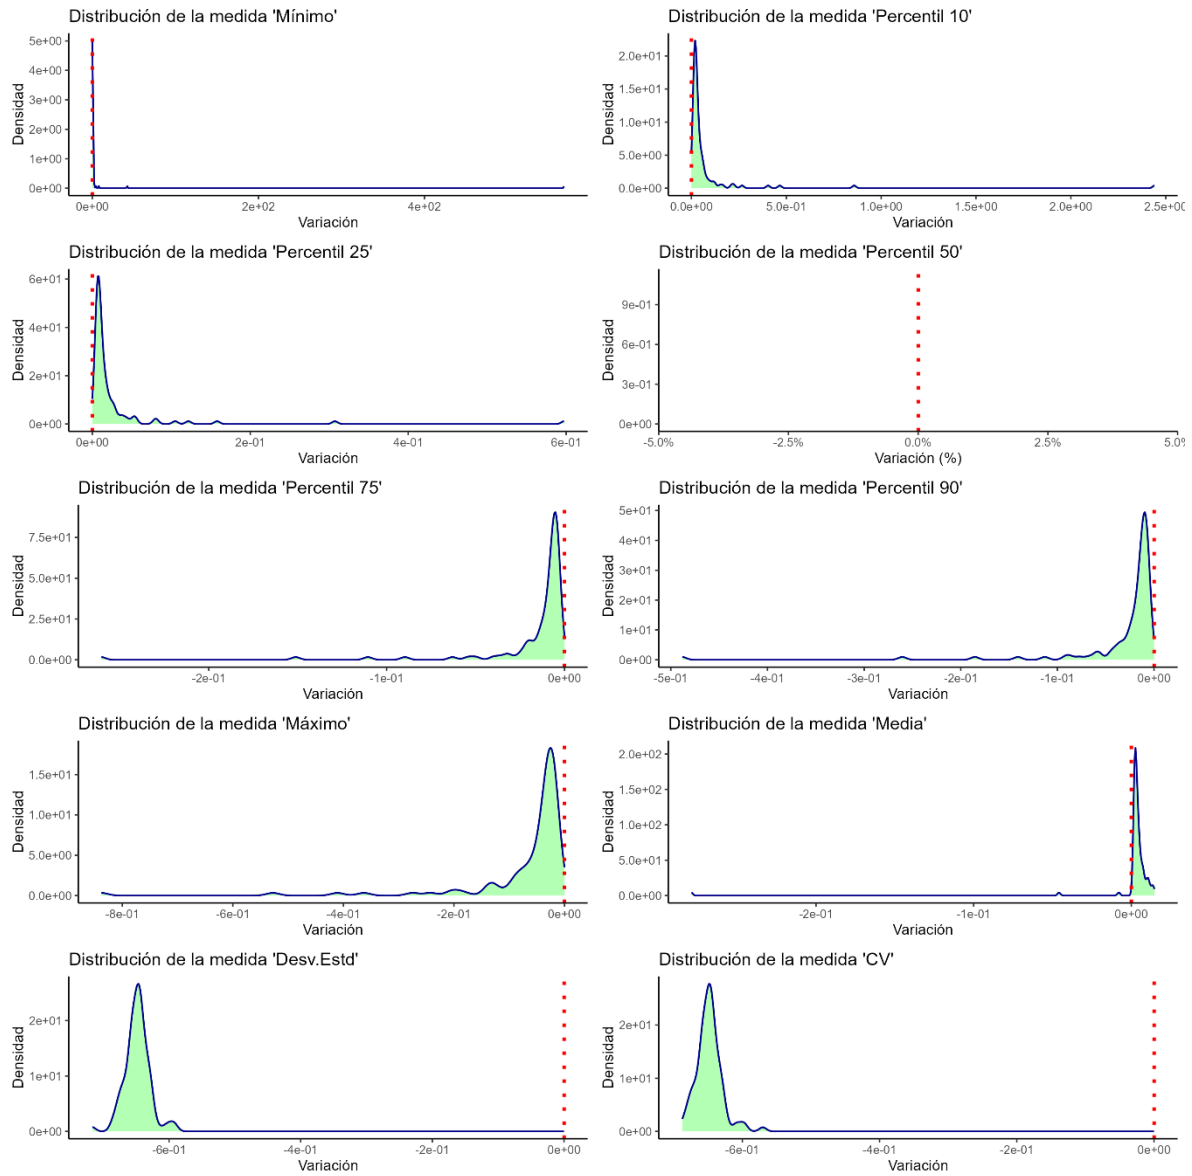 Distribución de la medida 'Mínimo'
5e+00
4e+00
3e+00
2e+00
1e+00
0e+00
Densidad
0e+00 2e+02 4e+02
Variación
Distribución de la medida 'Percentil 10'
2.0e+01
1.5e+01
1.0e+01
5.0e+00
0.0e+00
Densidad
0.0e+00 5.0e-01 1.0e+00 1.5e+00 2.0e+00 2.5e+00
Variación
Distribución de la medida 'Percentil 25'
6e+01
4e+01
2e+01
0e+00
Densidad
0e+00 2e-01 4e-01 6e-01
Variación
Distribución de la medida 'Percentil 50'
9e-01
6e-01
3e-01
0e+00
Densidad
-5.0% -2.5% 0.0% 2.5% 5.0%
Variación (%)
Distribución de la medida 'Percentil 75'
7.5e+01
5.0e+01
2.5e+01
0.0e+00
Densidad
-2e-01 -1e-01 0e+00
Variación
Distribución de la medida 'Percentil 90'
5e+01
4e+01
3e+01
2e+01
1e+01
0e+00
Densidad
-5e-01 -4e-01 -3e-01 -2e-01 -1e-01 0e+00
Variación
Distribución de la medida 'Máximo'
1.5e+01
1.0e+01
5.0e+00
0.0e+00
Densidad
-8e-01 -6e-01 -4e-01 -2e-01 0e+00
Variación
Distribución de la medida 'Media'
2.0e+02
1.5e+02
1.0e+02
5.0e+01
0.0e+00
Densidad
-2e-01 -1e-01 0e+00
Variación
Distribución de la medida 'Desv.Estd'
2e+01
1e+01
0e+00
Densidad
-6e-01 -4e-01 -2e-01 0e+00
Variación
Distribución de la medida 'CV'
2e+01
1e+01
0e+00
Densidad
-6e-01 -4e-01 -2e-01 0e+00
Variación